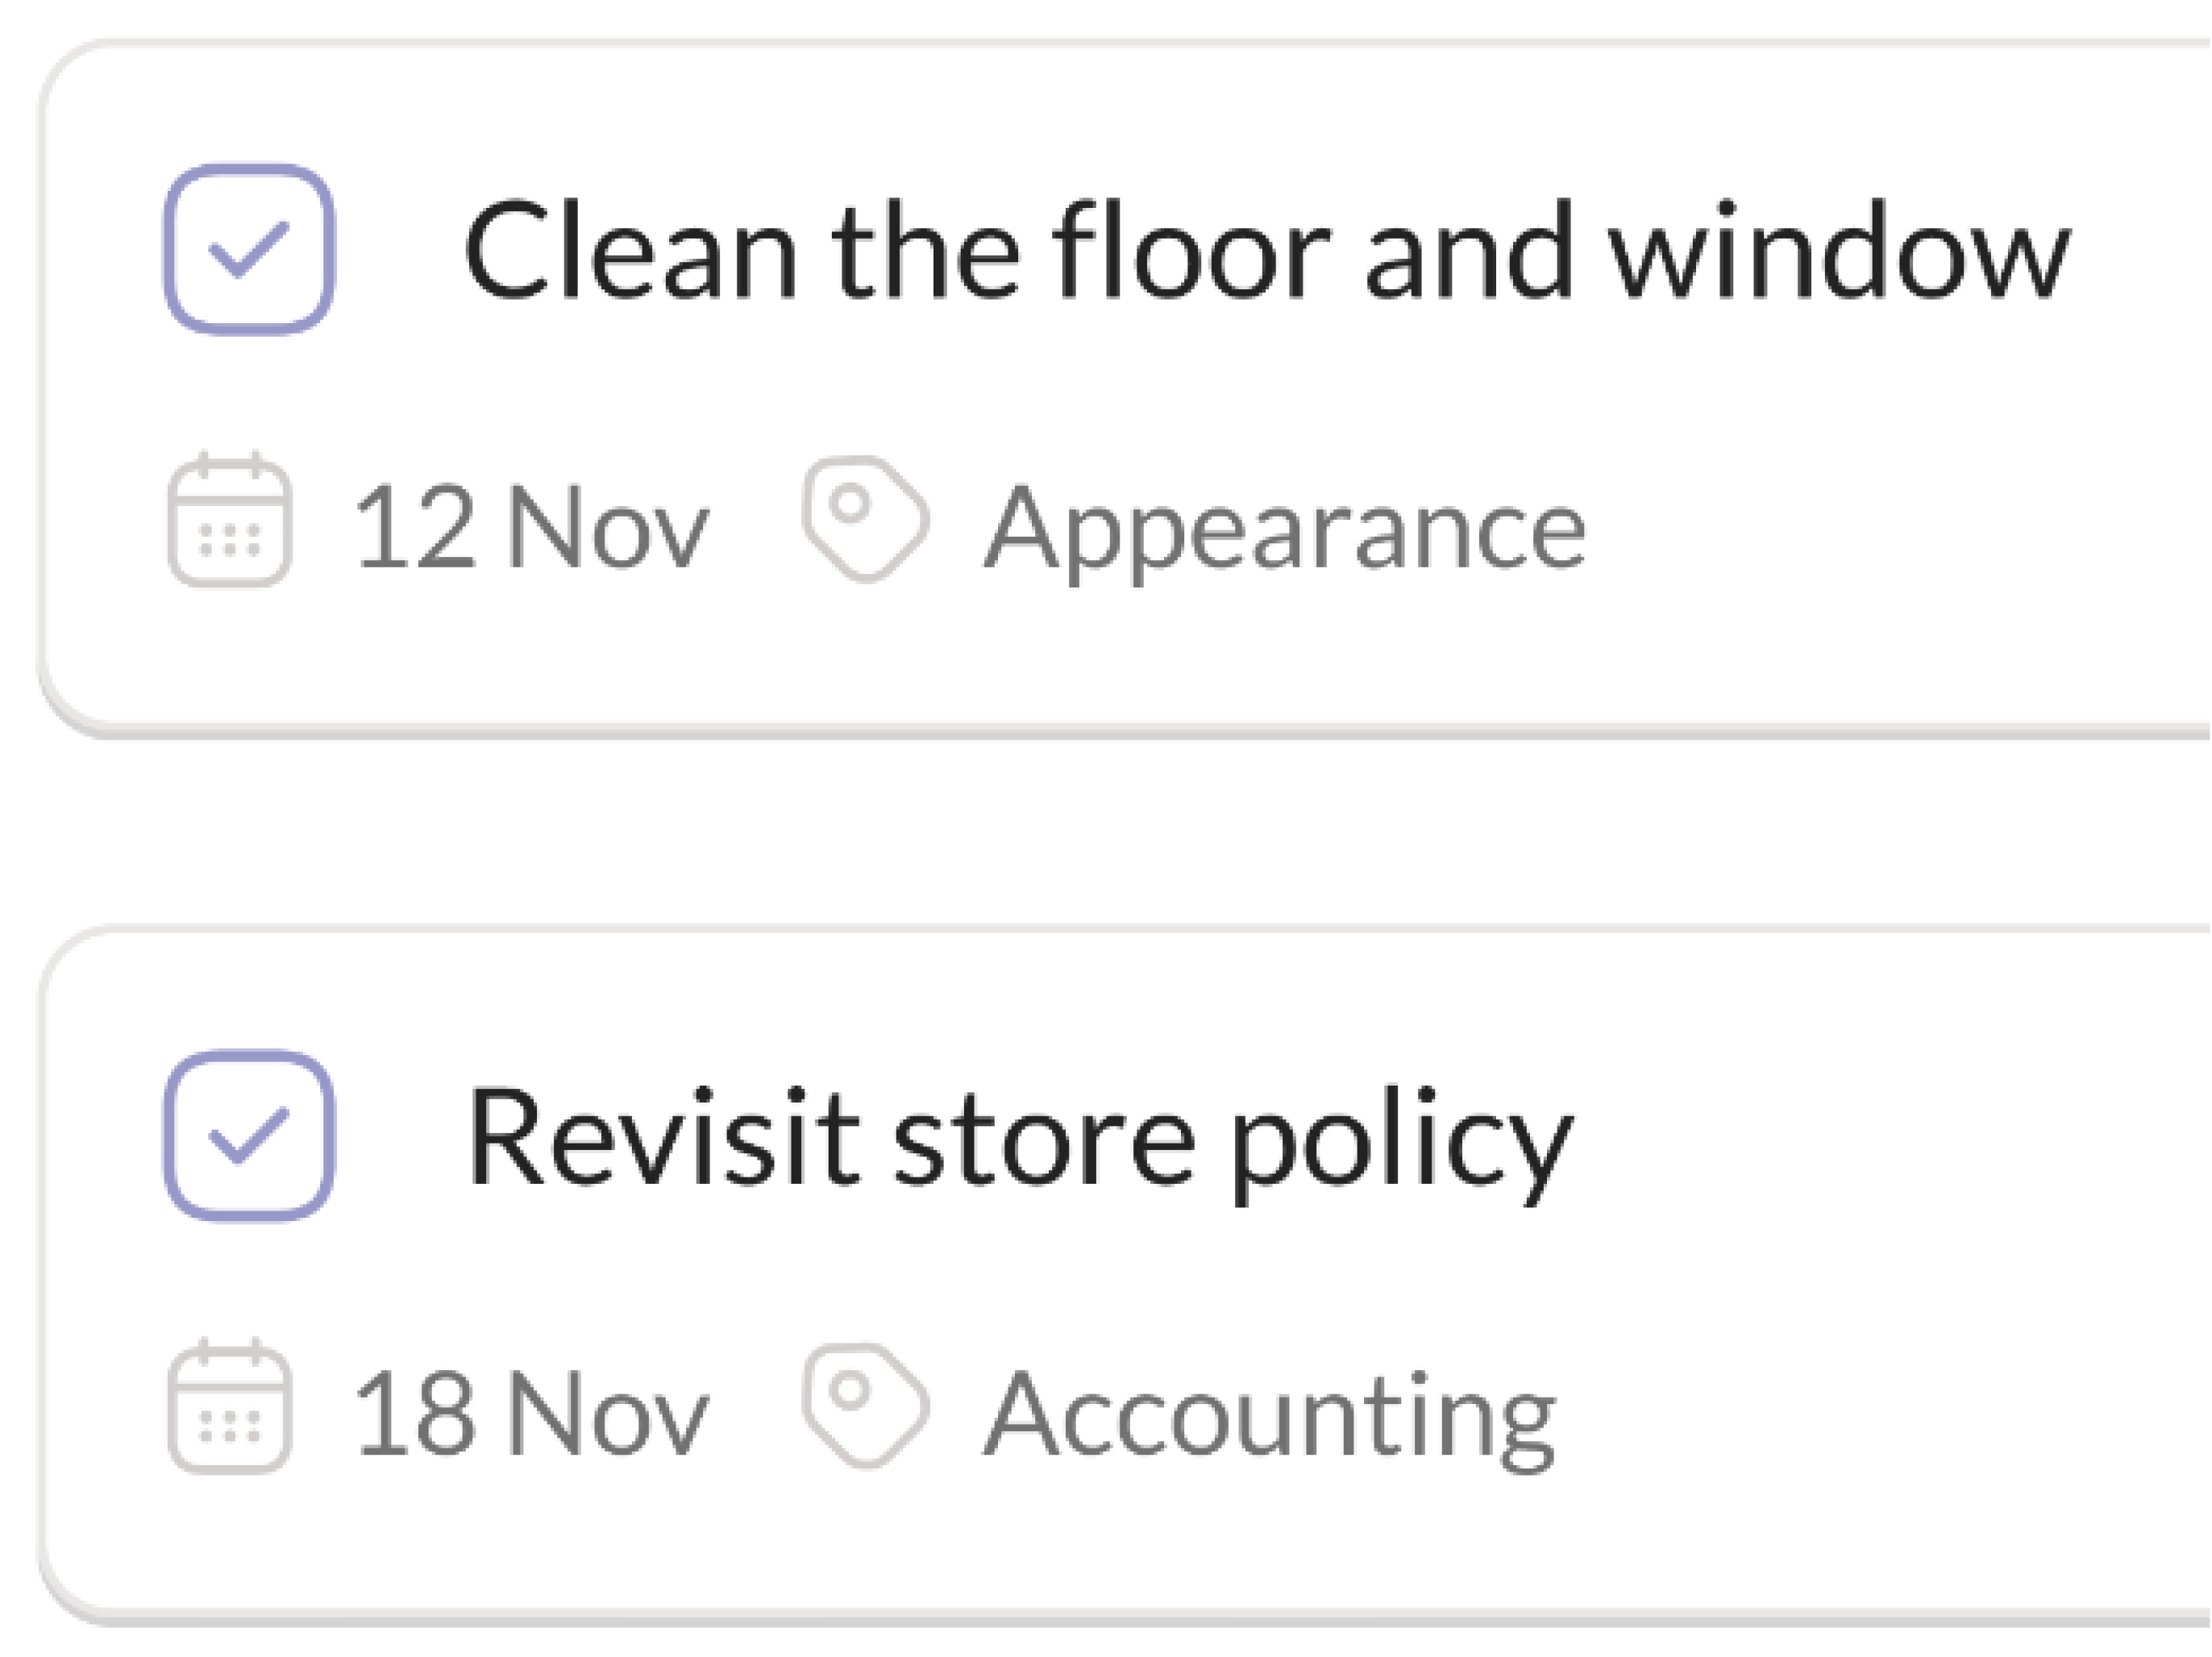 Clean the floor and window
12 Nov Appearance
Revisit store policy
18 Nov Accounting